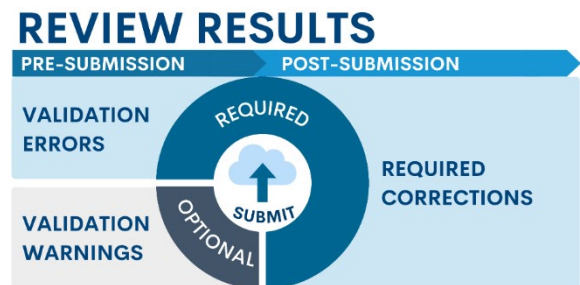 REVIEW RESULTS
PRE-SUBMISSION
POST-SUBMISSION
VALIDATION
ERRORS
REQUIRED
SUBMIT
OPTIONAL
VALIDATION
WARNINGS
REQUIRED
CORRECTIONS